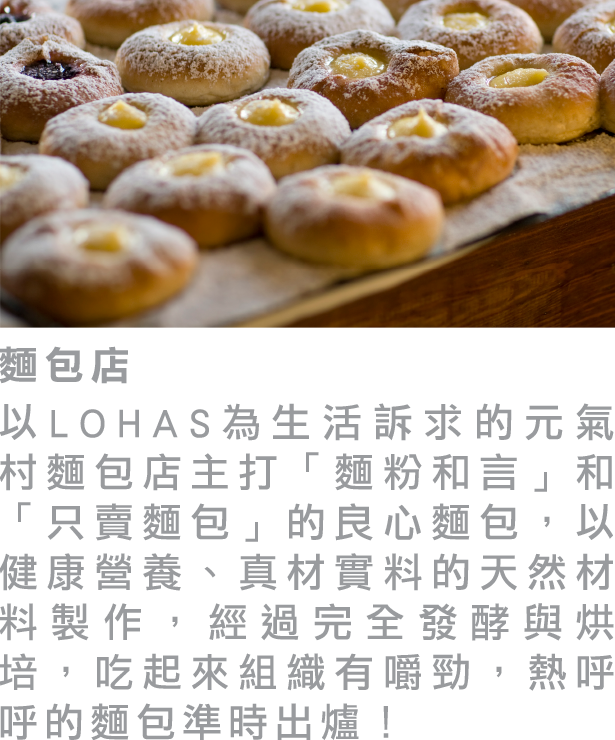 麵包店
以LOHAS為生活訴求的元氣
村麵包店主打「麵粉和言」和
「只賣麵包」的良心麵包，以
健康營養、真材實料的天然材
料製作，經過完全發酵與烘
培，吃起來組織有嚼勁，熱呼
呼的麵包準時出爐！